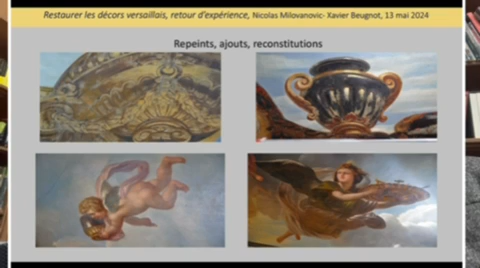 Restaurer les décors versaillais, retour d'expérience, Nicolas Milovanovic- Xavier Beugnot, 13 mai 2024
Repeints, ajouts, reconstitutions